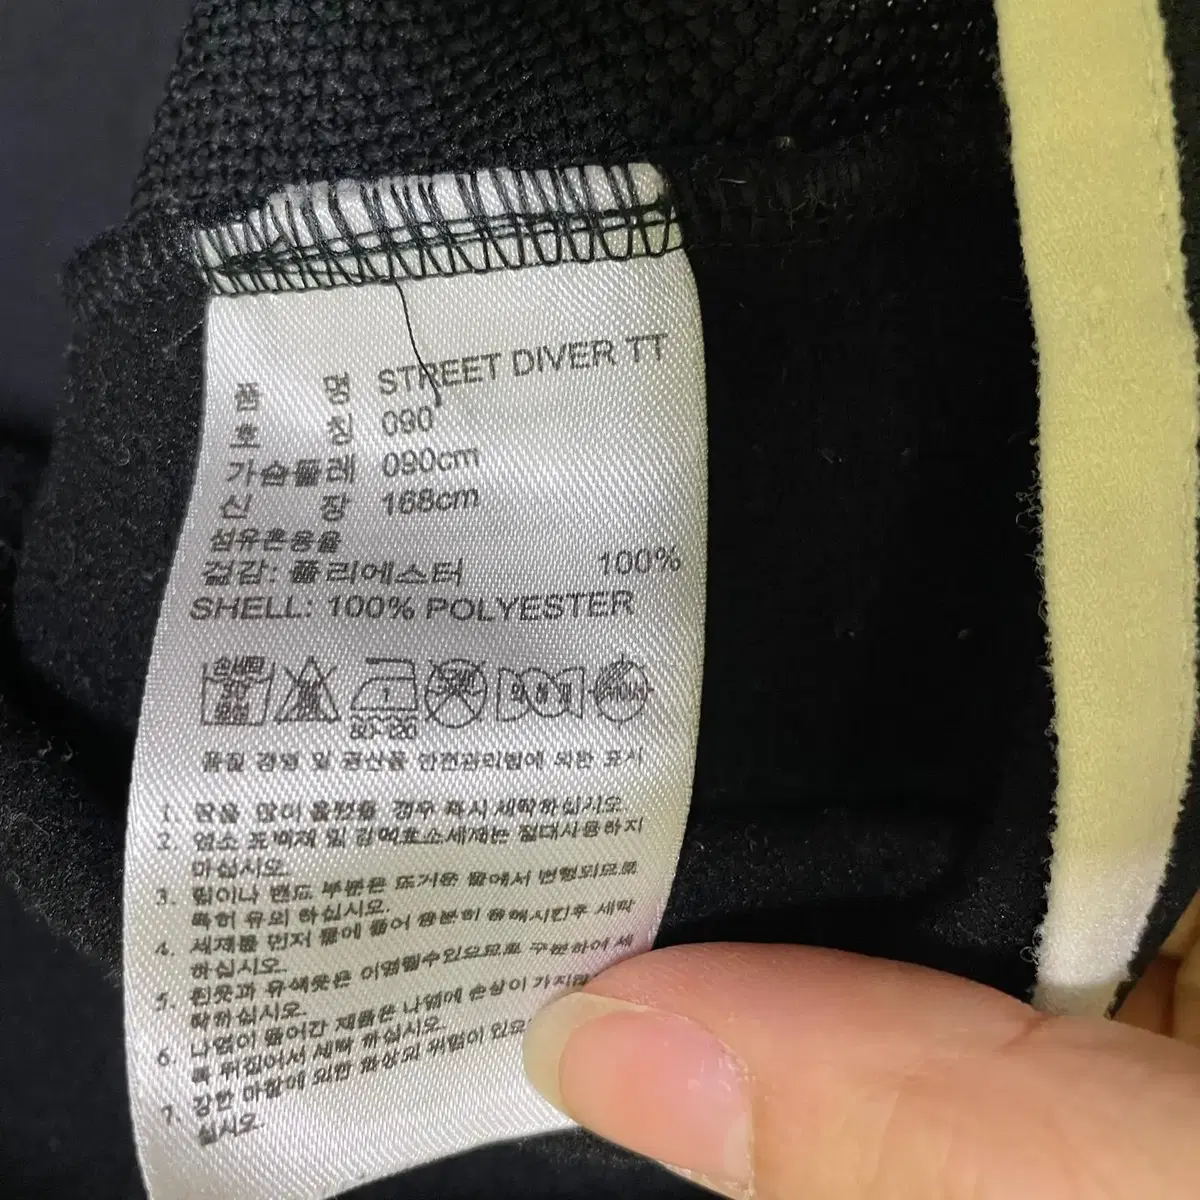 품 명 STREET DIVER TT
호 칭 090
가슴둘레 090cm
신 장 168cm
섬유혼용율
겉감: 폴리에스터 100%
SHELL: 100% POLYESTER
손세탁
80~120
품질 경영 및 공산품 안전관리법에 의한 표시
1. 땀을 많이 흘렸을 경우 즉시 세탁하십시오.
2. 염소 표백제 및 강력효소세제는 절대사용하지
마십시오.
3. 립이나 밴드 부분은 뜨거운 물에서 변형되므로
특히 유의 하십시오.
4. 세제를 먼저 물에 풀어 충분히 용해시킨후 세탁
하십시오.
5. 흰옷과 유색옷은 이염될수있으므로 구분하여 세
탁하십시오.
6. 나염이 들어간 제품은 나염에 손상이 가지
록 뒤집어서 세탁 하십시오.
7. 강한 마찰에 의한 손상의 위험이 있으
십시오.